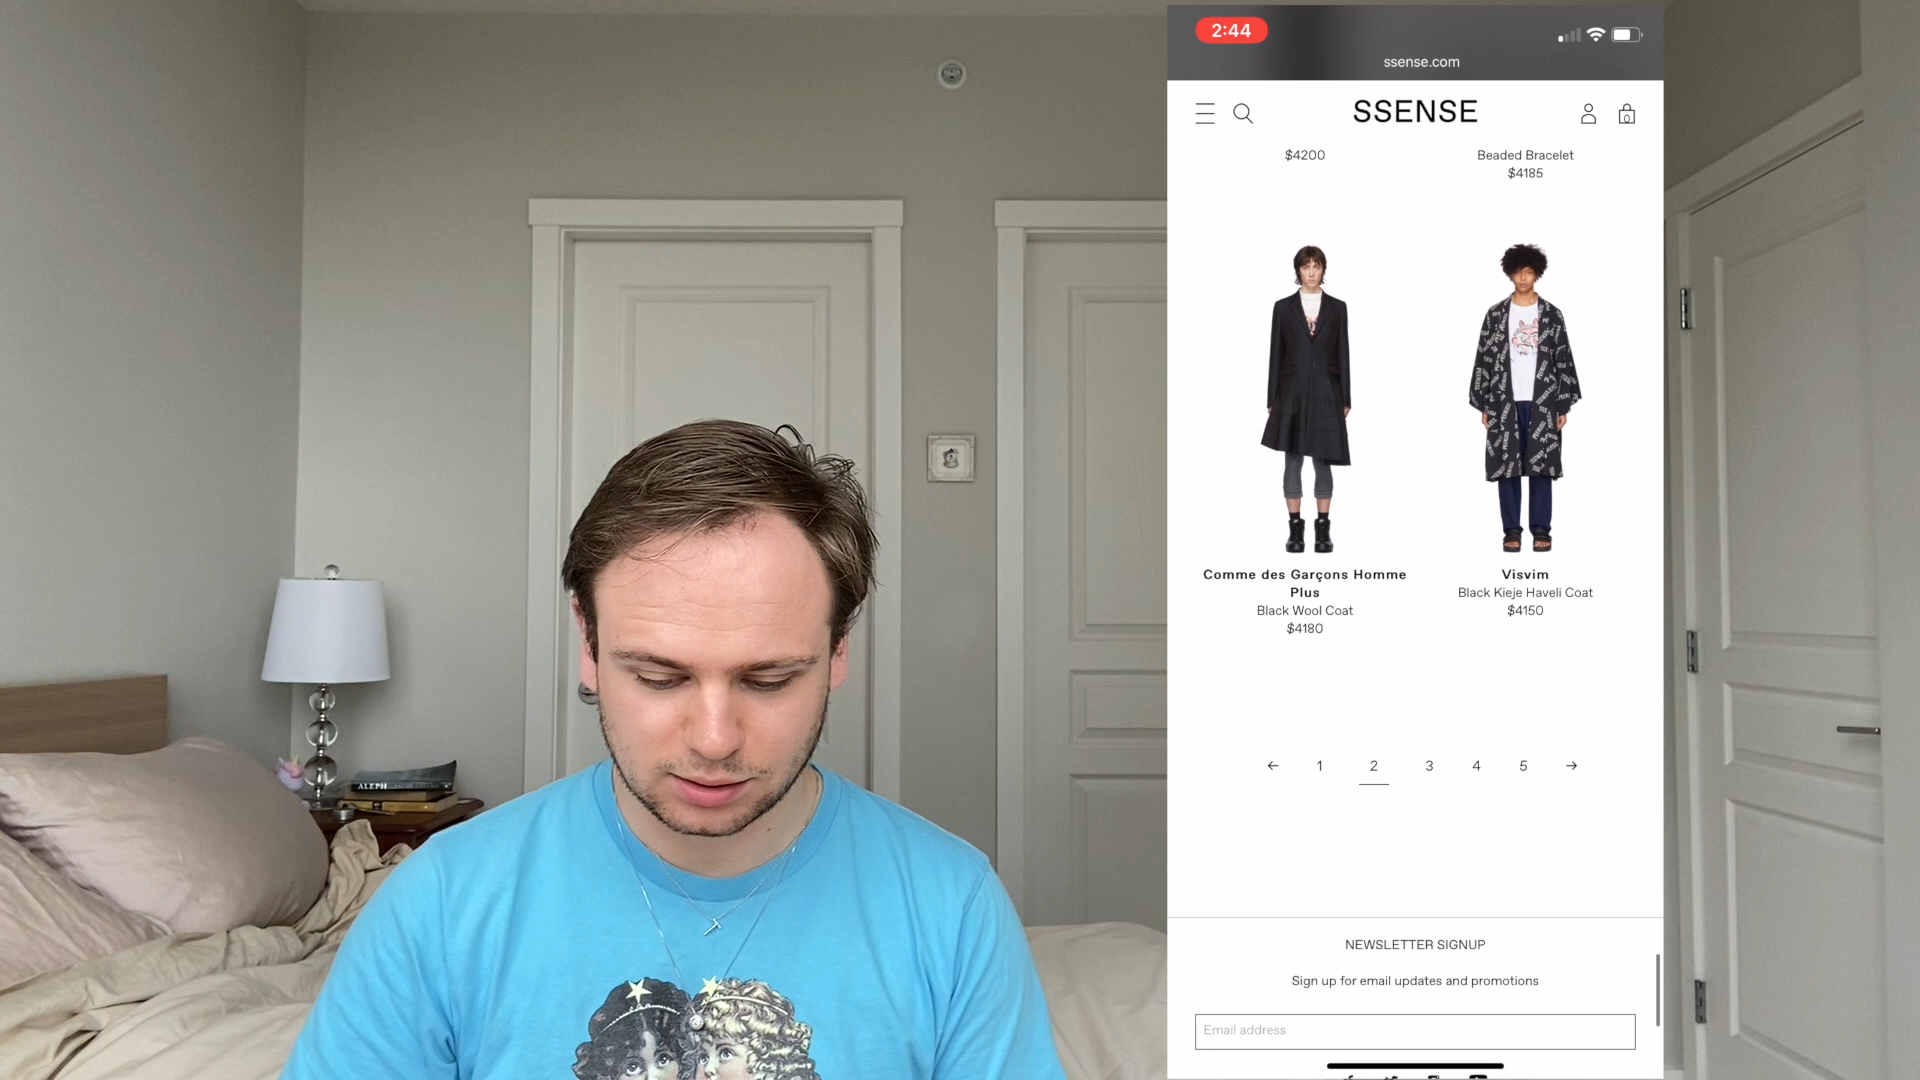 2:44
ssense.com
SSENSE
0
$4200
Beaded Bracelet
$4185
Comme des Garçons Homme
Plus
Black Wool Coat
$4180
Visvim
Black Kieje Haveli Coat
$4150
← 1 2 3 4 5 →
NEWSLETTER SIGNUP
Sign up for email updates and promotions
Email address
ALEPH